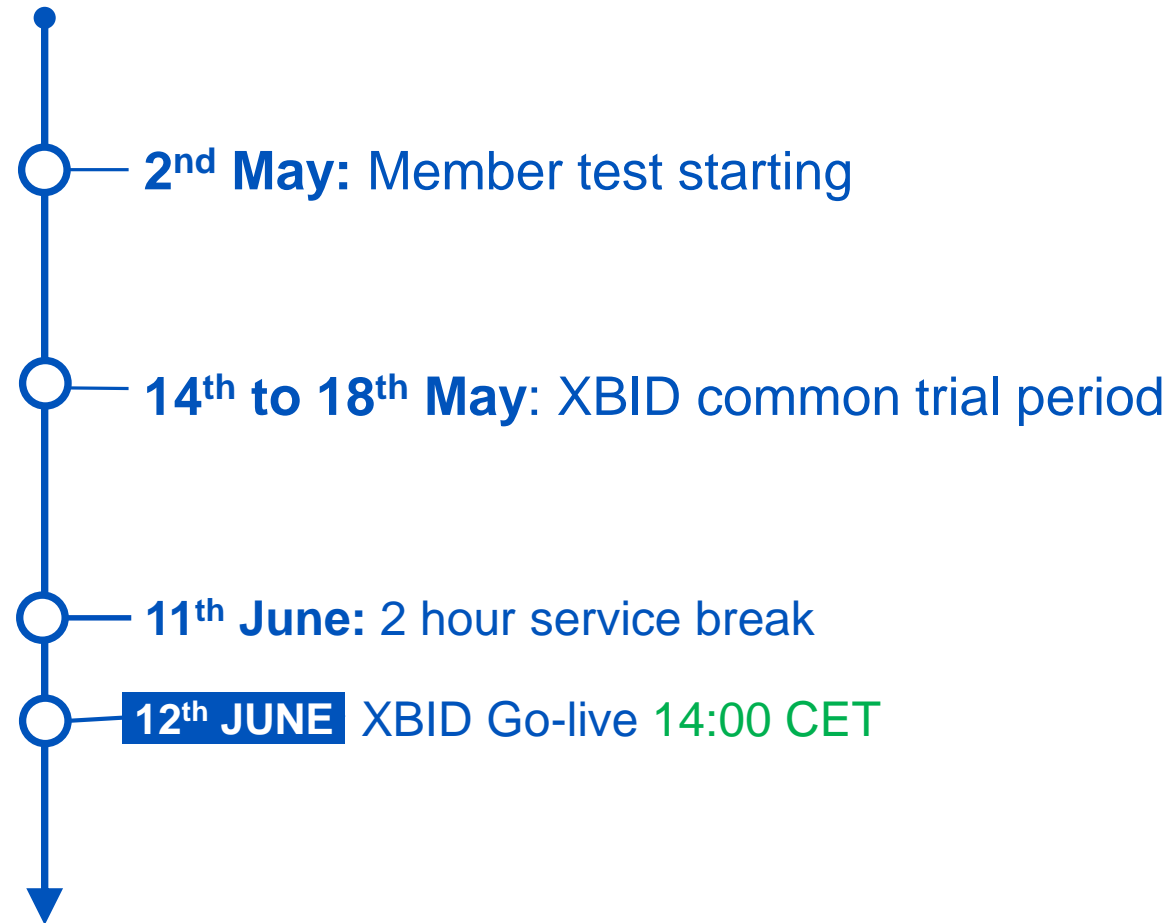 2nd May: Member test starting
14th to 18th May: XBID common trial period
11th June: 2 hour service break
12th JUNE XBID Go-live 14:00 CET